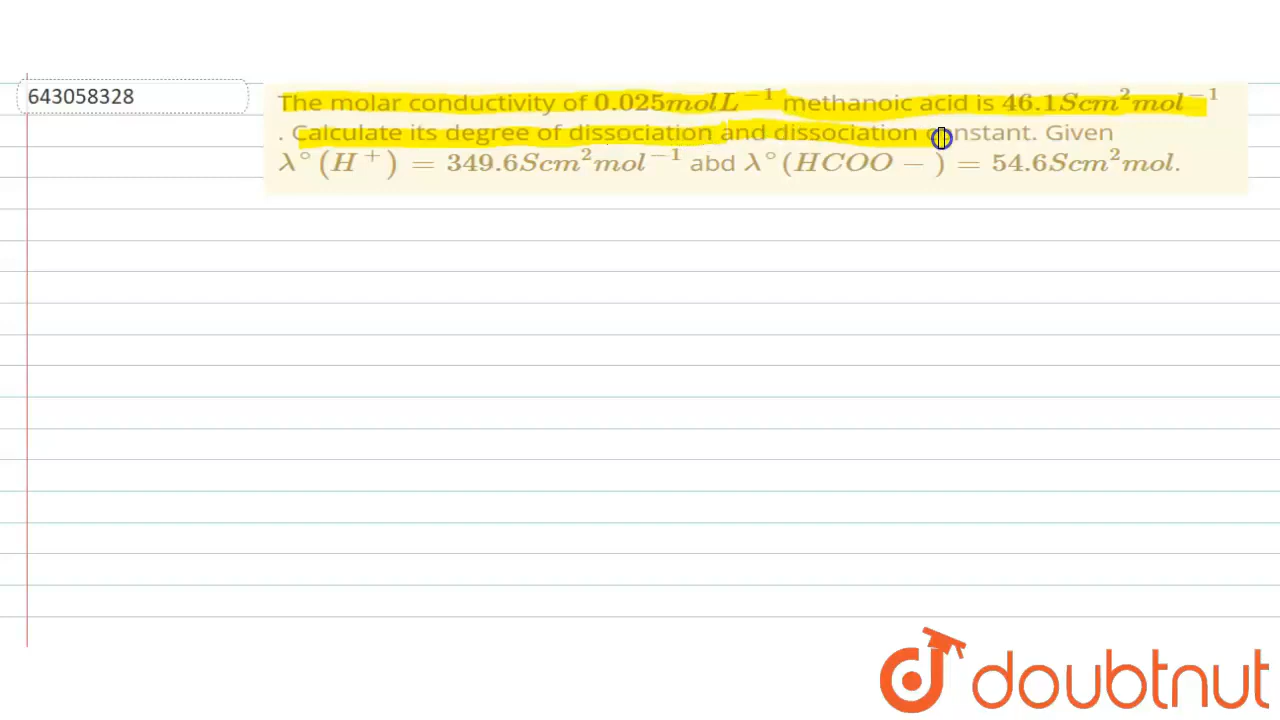 643058328
The molar conductivity of 0.025molL⁻¹ methanoic acid is 46.1Scm²mol⁻¹
. Calculate its degree of dissociation and dissociation constant. Given
λ°(H⁺) = 349.6Scm²mol⁻¹ abd λ°(HCOO −) = 54.6Scm²mol.
doubtnut